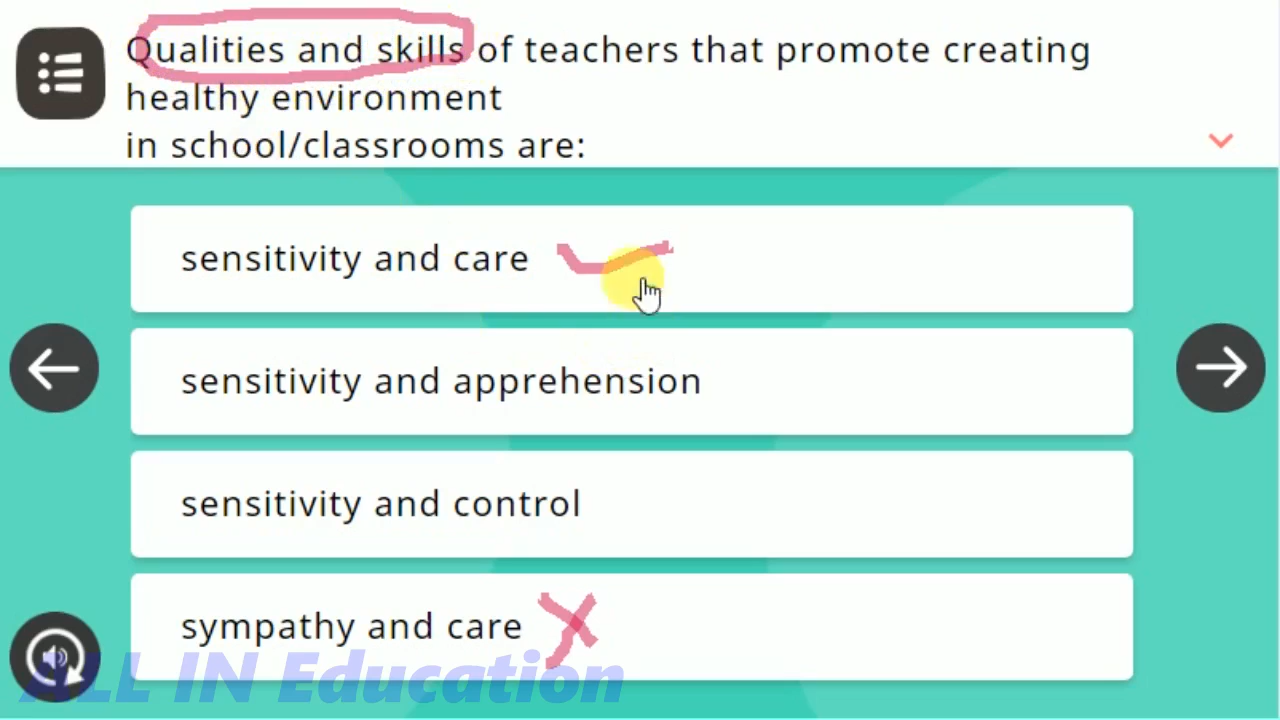 Qualities and skills of teachers that promote creating
healthy environment
in school/classrooms are:
sensitivity and care
sensitivity and apprehension
sensitivity and control
sympathy and care
ALL IN Education